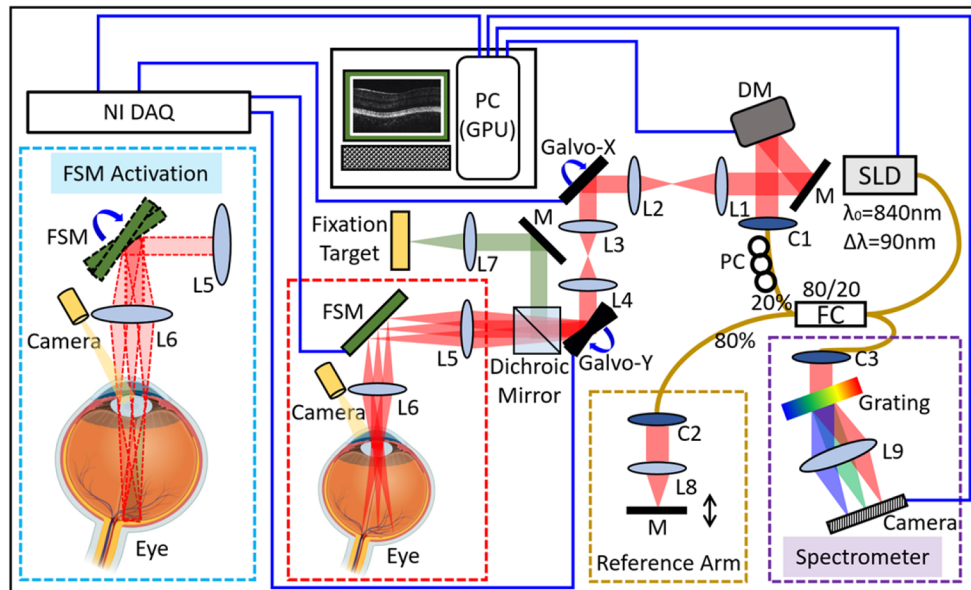 NI DAQ
PC
(GPU)
DM
Galvo-X
SLD
FSM Activation
M
λ₀=840nm
Δλ=90nm
L2
L1
FSM
Fixation
Target
M
L3
C1
PC
L5
L7
L4
20%
80/20
FC
FSM
L6
Camera
L5
Dichroic
Mirror
Galvo-Y
80%
C3
Camera
L6
Grating
C2
L9
L8
M
Camera
Eye
Eye
Reference Arm
Spectrometer